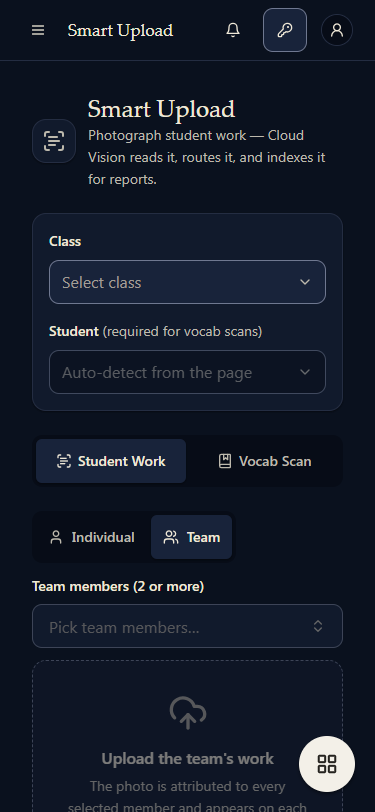 Smart Upload
Smart Upload
Photograph student work — Cloud
Vision reads it, routes it, and indexes it
for reports.
Class
Select class
Student (required for vocab scans)
Auto-detect from the page
Student Work
Vocab Scan
Individual
Team
Team members (2 or more)
Pick team members...
Upload the team's work
The photo is attributed to every
selected member and appears on each